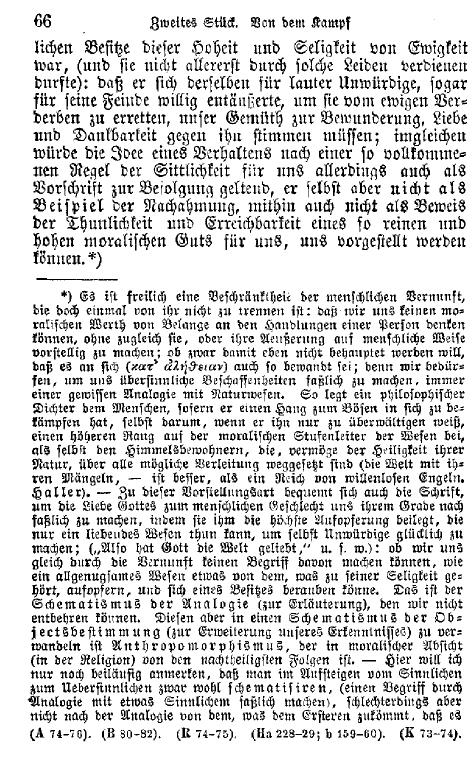 66 Zweites Stück. Von dem Kampf
lichen Besitze dieser Hoheit und Seligkeit von Ewigkeit
war, (und sie nicht allererst durch solche Leiden verdienen
durfte): daß er sich derselben für lauter Unwürdige, sogar
für seine Feinde willig entäußerte, um sie vom ewigen Ver-
derben zu erretten, unser Gemüth zur Bewunderung, Liebe
und Dankbarkeit gegen ihn stimmen müssen; imgleichen
würde die Idee eines Verhaltens nach einer so vollkomme-
nen Regel der Sittlichkeit für uns allerdings auch als
Vorschrift zur Befolgung geltend, er selbst aber nicht als
Beispiel der Nachahmung, mithin auch nicht als Beweis
der Thunlichkeit und Erreichbarkeit eines so reinen und
hohen moralischen Guts für uns, uns vorgestellt werden
können.*)
*) Es ist freilich eine Beschränktheit der menschlichen Vernunft,
die doch einmal von ihr nicht zu trennen ist: daß wir uns keinen mo-
ralischen Werth von Belange an den Handlungen einer Person denken
können, ohne zugleich sie, oder ihre Aeußerung auf menschliche Weise
vorstellig zu machen; ob zwar damit eben nicht behauptet werden will,
daß es an sich (κατ᾽ ἀλήθειαν) auch so bewandt sei; denn wir bedür-
fen, um uns übersinnliche Beschaffenheiten faßlich zu machen, immer
einer gewissen Analogie mit Naturwesen. So legt ein philosophischer
Dichter dem Menschen, sofern er einen Hang zum Bösen in sich zu be-
kämpfen hat, selbst darum, wenn er ihn nur zu überwältigen weiß,
einen höheren Rang auf der moralischen Stufenleiter der Wesen bei,
als selbst den Himmelsbewohnern, die, vermöge der Heiligkeit ihrer
Natur, über alle mögliche Verleitung weggesetzt sind (die Welt mit ih-
ren Mängeln, — ist besser, als ein Reich von willenlosen Engeln.
Haller). — Zu dieser Vorstellungsart bequemt sich auch die Schrift,
um die Liebe Gottes zum menschlichen Geschlecht uns ihrem Grade nach
faßlich zu machen, indem sie ihm die höchste Aufopferung beilegt, die
nur ein liebendes Wesen thun kann, um selbst Unwürdige glücklich zu
machen; („Also hat Gott die Welt geliebt,“ u. s. w.): ob wir uns
gleich durch die Vernunft keinen Begriff davon machen können, wie
ein allgenugsames Wesen etwas von dem, was zu seiner Seligkeit ge-
hört, aufopfern, und sich eines Besitzes berauben könne. Das ist der
Schematismus der Analogie (zur Erläuterung), den wir nicht
entbehren können. Diesen aber in einen Schematismus der Ob-
jectsbestimmung (zur Erweiterung unseres Erkenntnisses) zu ver-
wandeln ist Anthropomorphismus, der in moralischer Absicht
(in der Religion) von den nachtheiligsten Folgen ist. — Hier will ich
nur noch beiläufig anmerken, daß man im Aufsteigen vom Sinnlichen
zum Uebersinnlichen zwar wohl schematisiren, (einen Begriff durch
Analogie mit etwas Sinnlichem faßlich machen), schlechterdings aber
nicht nach der Analogie von dem, was dem Ersteren zukömmt, daß es
(A 74-76). (B 80-82). (R 74-75). (Ha 228-29; b 159-60). (K 73-74).